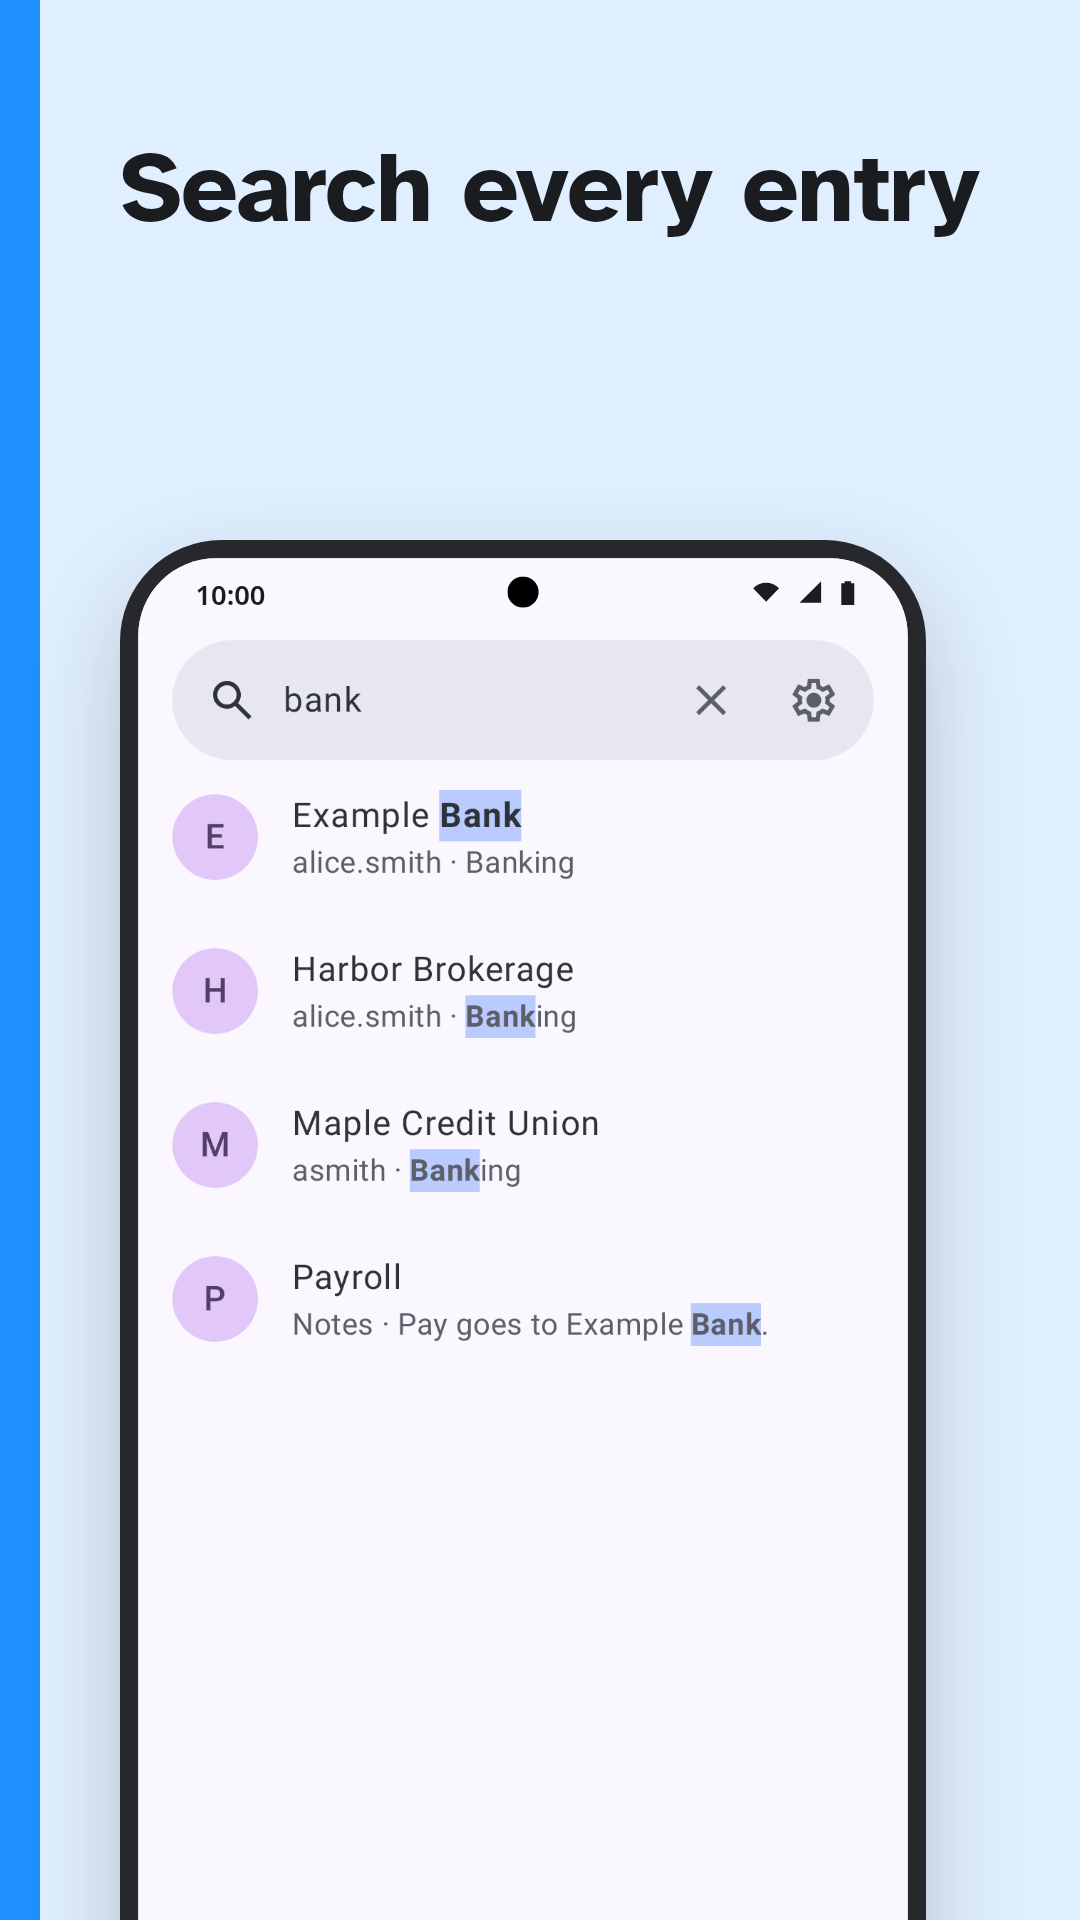 Search every entry
10:00
bank
E
Example Bank
alice.smith · Banking
H
Harbor Brokerage
alice.smith · Banking
M
Maple Credit Union
asmith · Banking
P
Payroll
Notes · Pay goes to Example Bank.